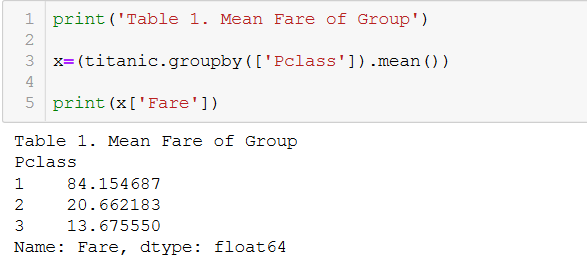 1 print('Table 1. Mean Fare of Group')
2
3 x=(titanic.groupby(['Pclass']).mean())
4
5 print(x['Fare'])
Table 1. Mean Fare of Group
Pclass
1    84.154687
2    20.662183
3    13.675550
Name: Fare, dtype: float64